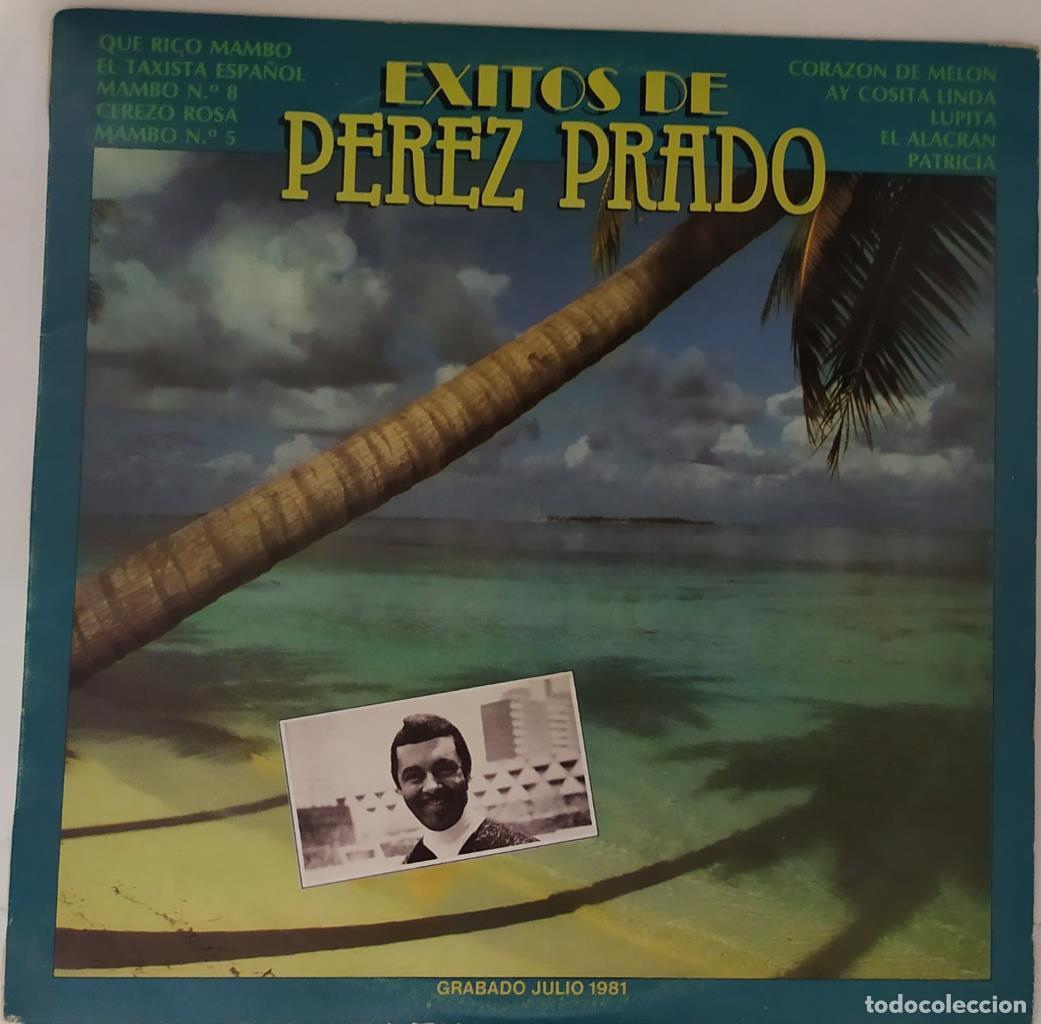 QUE RICO MAMBO
EL TAXISTA ESPAÑOL
MAMBO N.º 8
CEREZO ROSA
MAMBO N.º 5
EXITOS DE
PEREZ PRADO
CORAZON DE MELON
AY COSITA LINDA
LUPITA
EL ALACRAN
PATRICIA
GRABADO JULIO 1981
todocoleccion